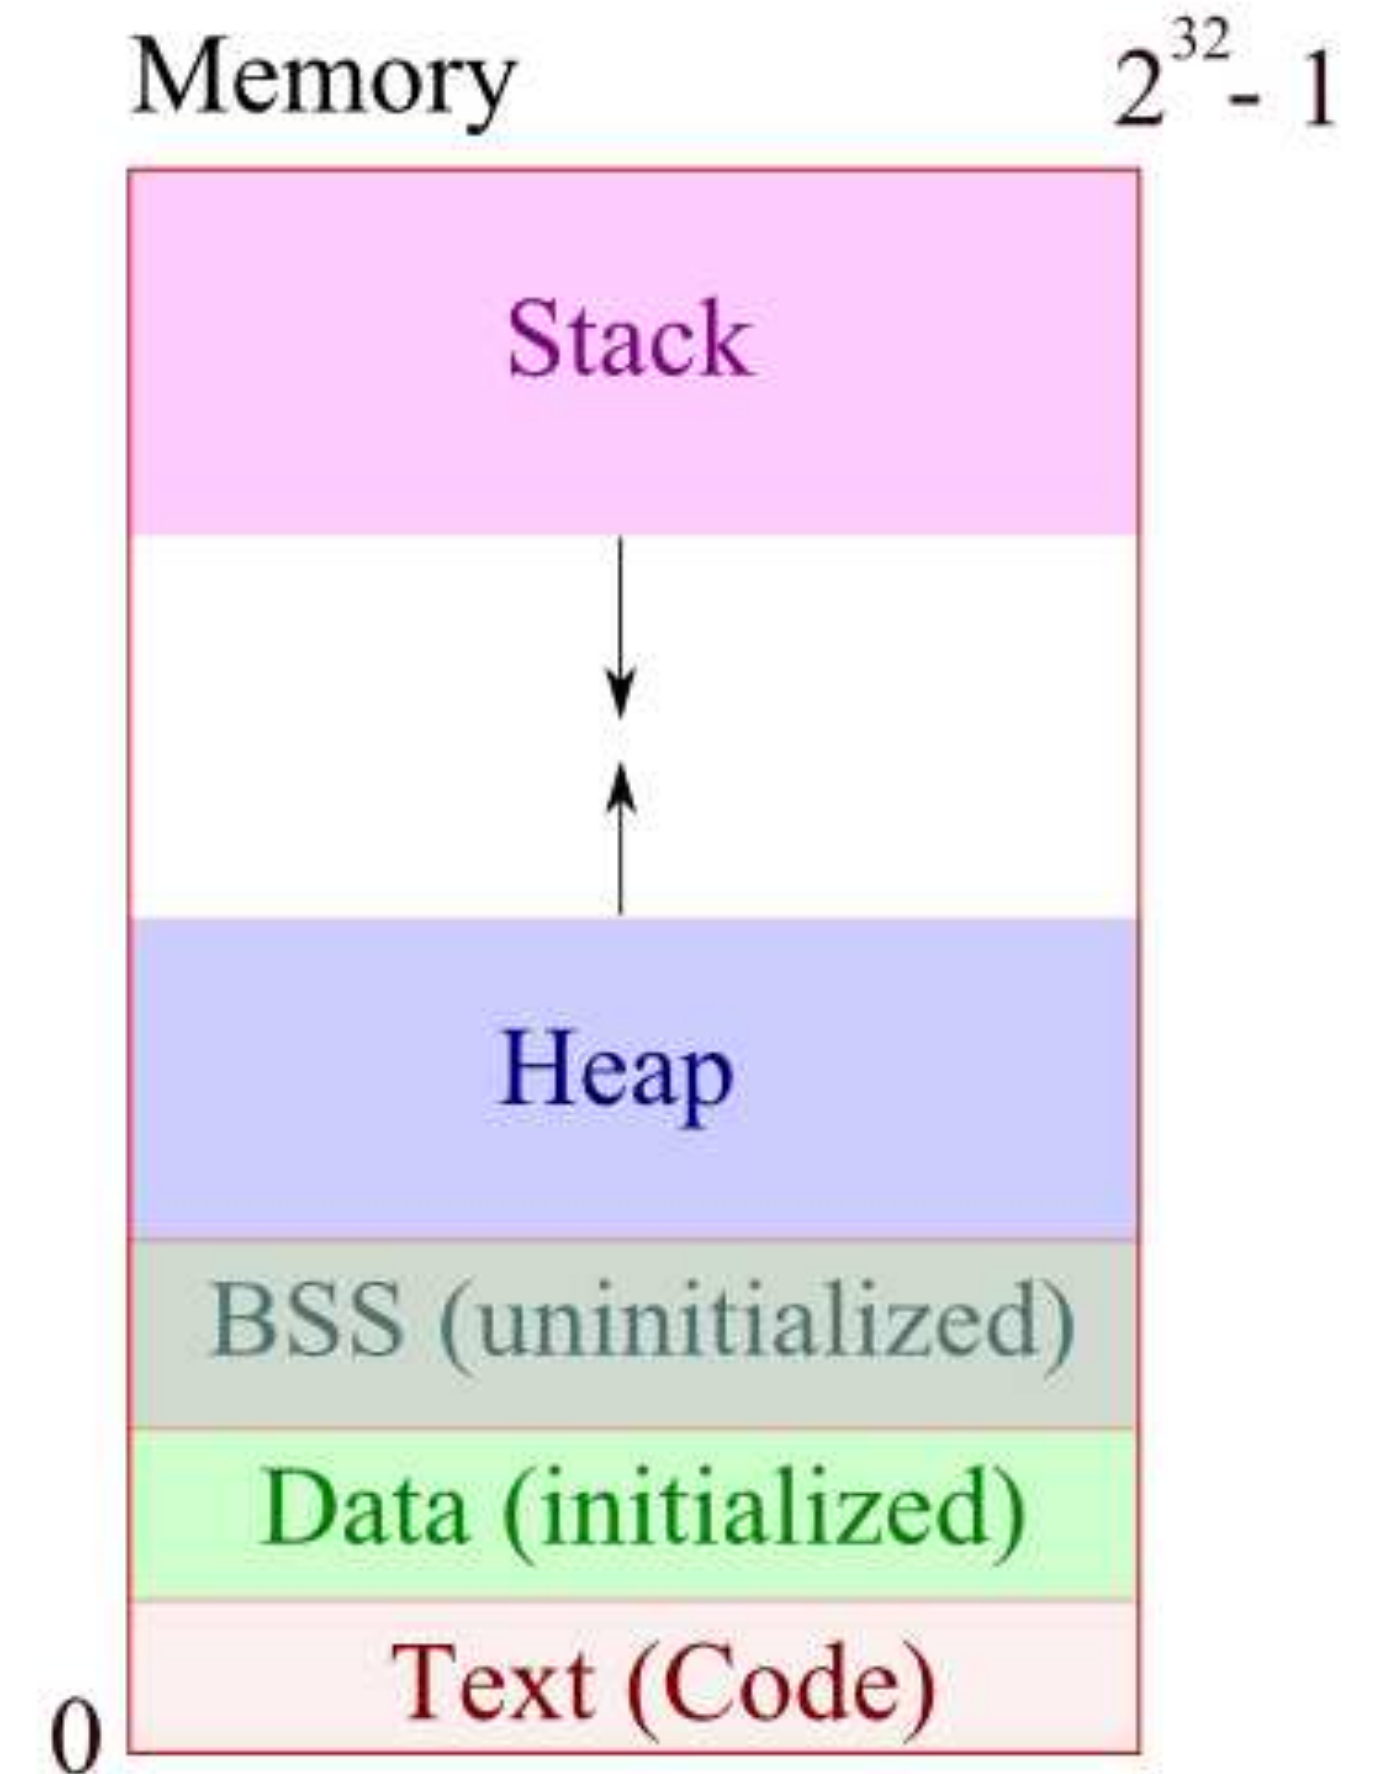 Memory 2³² - 1
Stack
Heap
BSS (uninitialized)
Data (initialized)
Text (Code)
0